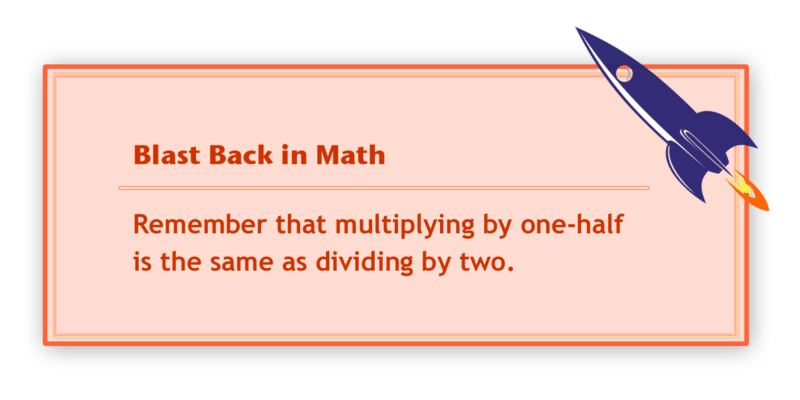 Blast Back in Math
Remember that multiplying by one-half
is the same as dividing by two.